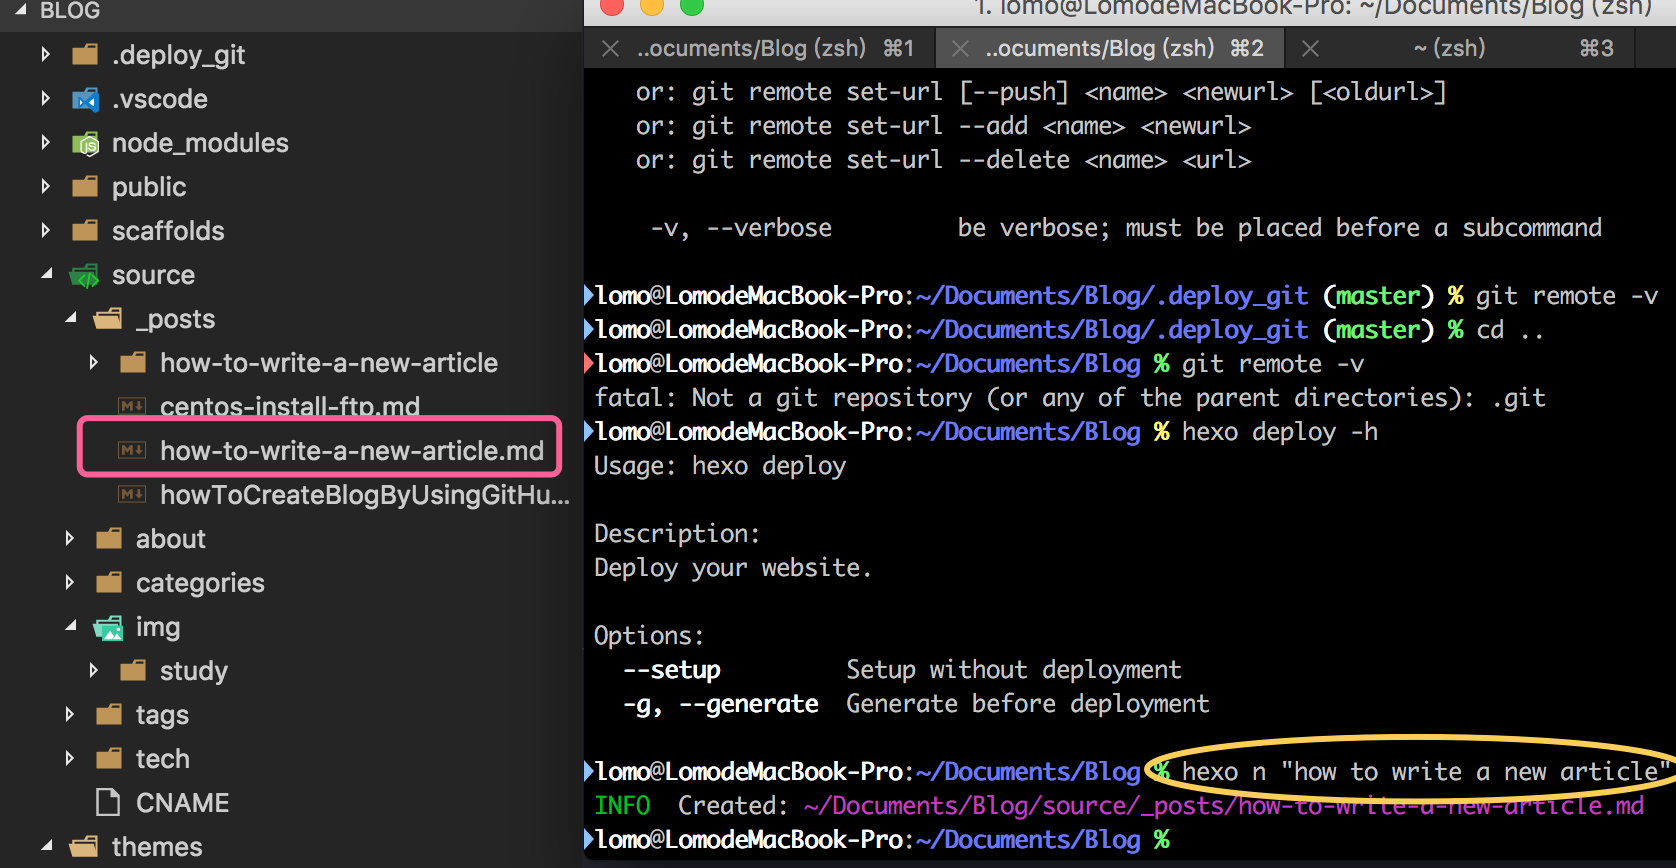 BLOG
.deploy_git
.vscode
node_modules
public
scaffolds
source
_posts
how-to-write-a-new-article
centos-install-ftp.md
how-to-write-a-new-article.md
howToCreateBlogByUsingGitHu...
about
categories
img
study
tags
tech
CNAME
themes
1. lomo@LomodeMacBook-Pro: ~/Documents/Blog (zsh)
..ocuments/Blog (zsh) ⌘1 ..ocuments/Blog (zsh) ⌘2 ~ (zsh) ⌘3
or: git remote set-url [--push] <name> <newurl> [<oldurl>]
or: git remote set-url --add <name> <newurl>
or: git remote set-url --delete <name> <url>
-v, --verbose be verbose; must be placed before a subcommand
lomo@LomodeMacBook-Pro:~/Documents/Blog/.deploy_git (master) % git remote -v
lomo@LomodeMacBook-Pro:~/Documents/Blog/.deploy_git (master) % cd ..
lomo@LomodeMacBook-Pro:~/Documents/Blog % git remote -v
fatal: Not a git repository (or any of the parent directories): .git
lomo@LomodeMacBook-Pro:~/Documents/Blog % hexo deploy -h
Usage: hexo deploy
Description:
Deploy your website.
Options:
--setup Setup without deployment
-g, --generate Generate before deployment
lomo@LomodeMacBook-Pro:~/Documents/Blog % hexo n "how to write a new article"
INFO Created: ~/Documents/Blog/source/_posts/how-to-write-a-new-article.md
lomo@LomodeMacBook-Pro:~/Documents/Blog %